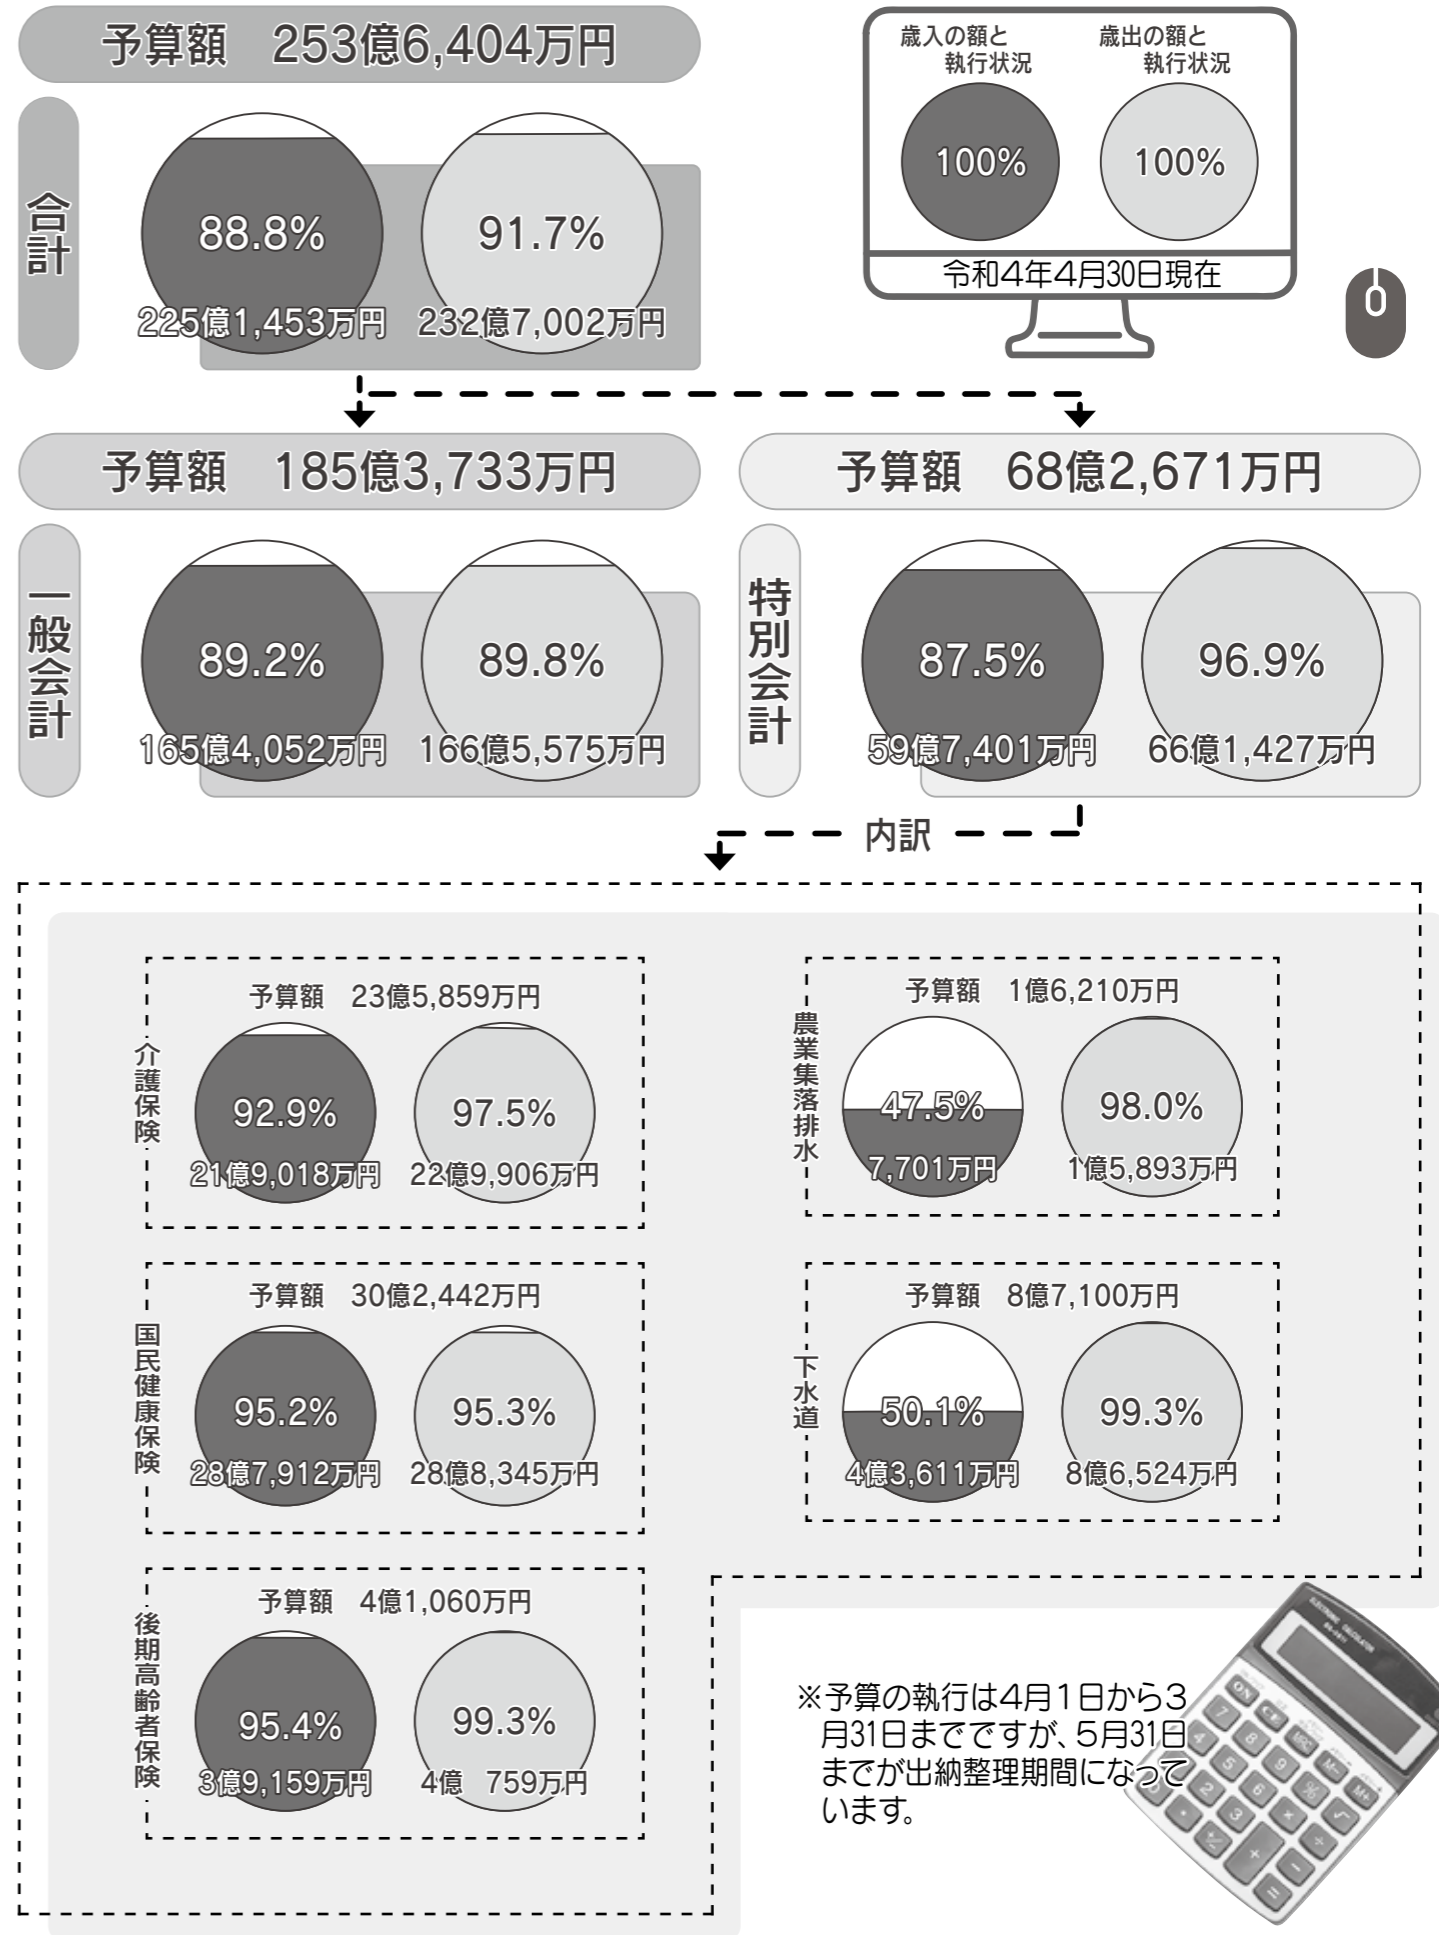 予算額　253億6,404万円
合計
88.8%
225億1,453万円
91.7%
232億7,002万円
歳入の額と
執行状況
100%
歳出の額と
執行状況
100%
令和4年4月30日現在
予算額　185億3,733万円
一般会計
89.2%
165億4,052万円
89.8%
166億5,575万円
予算額　68億2,671万円
特別会計
87.5%
59億7,401万円
96.9%
66億1,427万円
内訳
介護保険
予算額　23億5,859万円
92.9%
21億9,018万円
97.5%
22億9,906万円
農業集落排水
予算額　1億6,210万円
47.5%
7,701万円
98.0%
1億5,893万円
国民健康保険
予算額　30億2,442万円
95.2%
28億7,912万円
95.3%
28億8,345万円
下水道
予算額　8億7,100万円
50.1%
4億3,611万円
99.3%
8億6,524万円
後期高齢者保険
予算額　4億1,060万円
95.4%
3億9,159万円
99.3%
4億　759万円
※予算の執行は４月１日から３
月31日までですが、５月31日
までが出納整理期間になって
います。
ELECTRONIC CALCULATOR